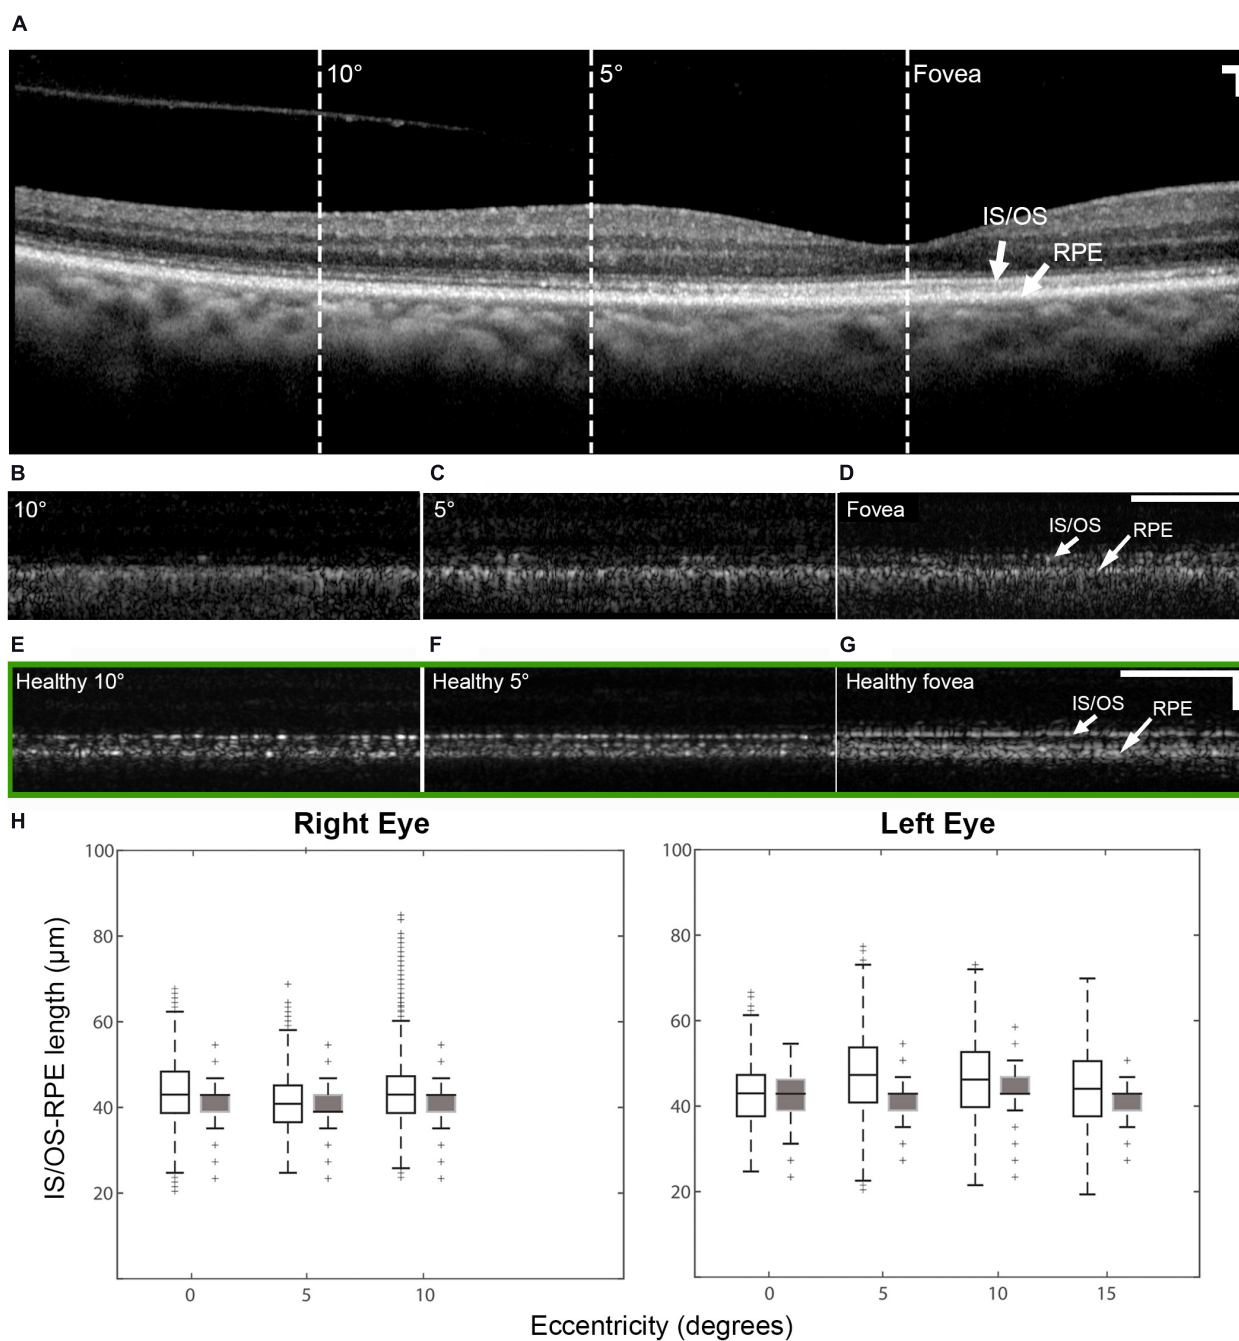 A
10°
5°
Fovea
IS/OS
RPE
B
C
D
10°
5°
Fovea
IS/OS
RPE
E
F
G
Healthy 10°
Healthy 5°
Healthy fovea
IS/OS
RPE
H
Right Eye
Left Eye
100
80
60
40
20
0
5
10
100
80
60
40
20
0
5
10
15
IS/OS-RPE length (μm)
Eccentricity (degrees)